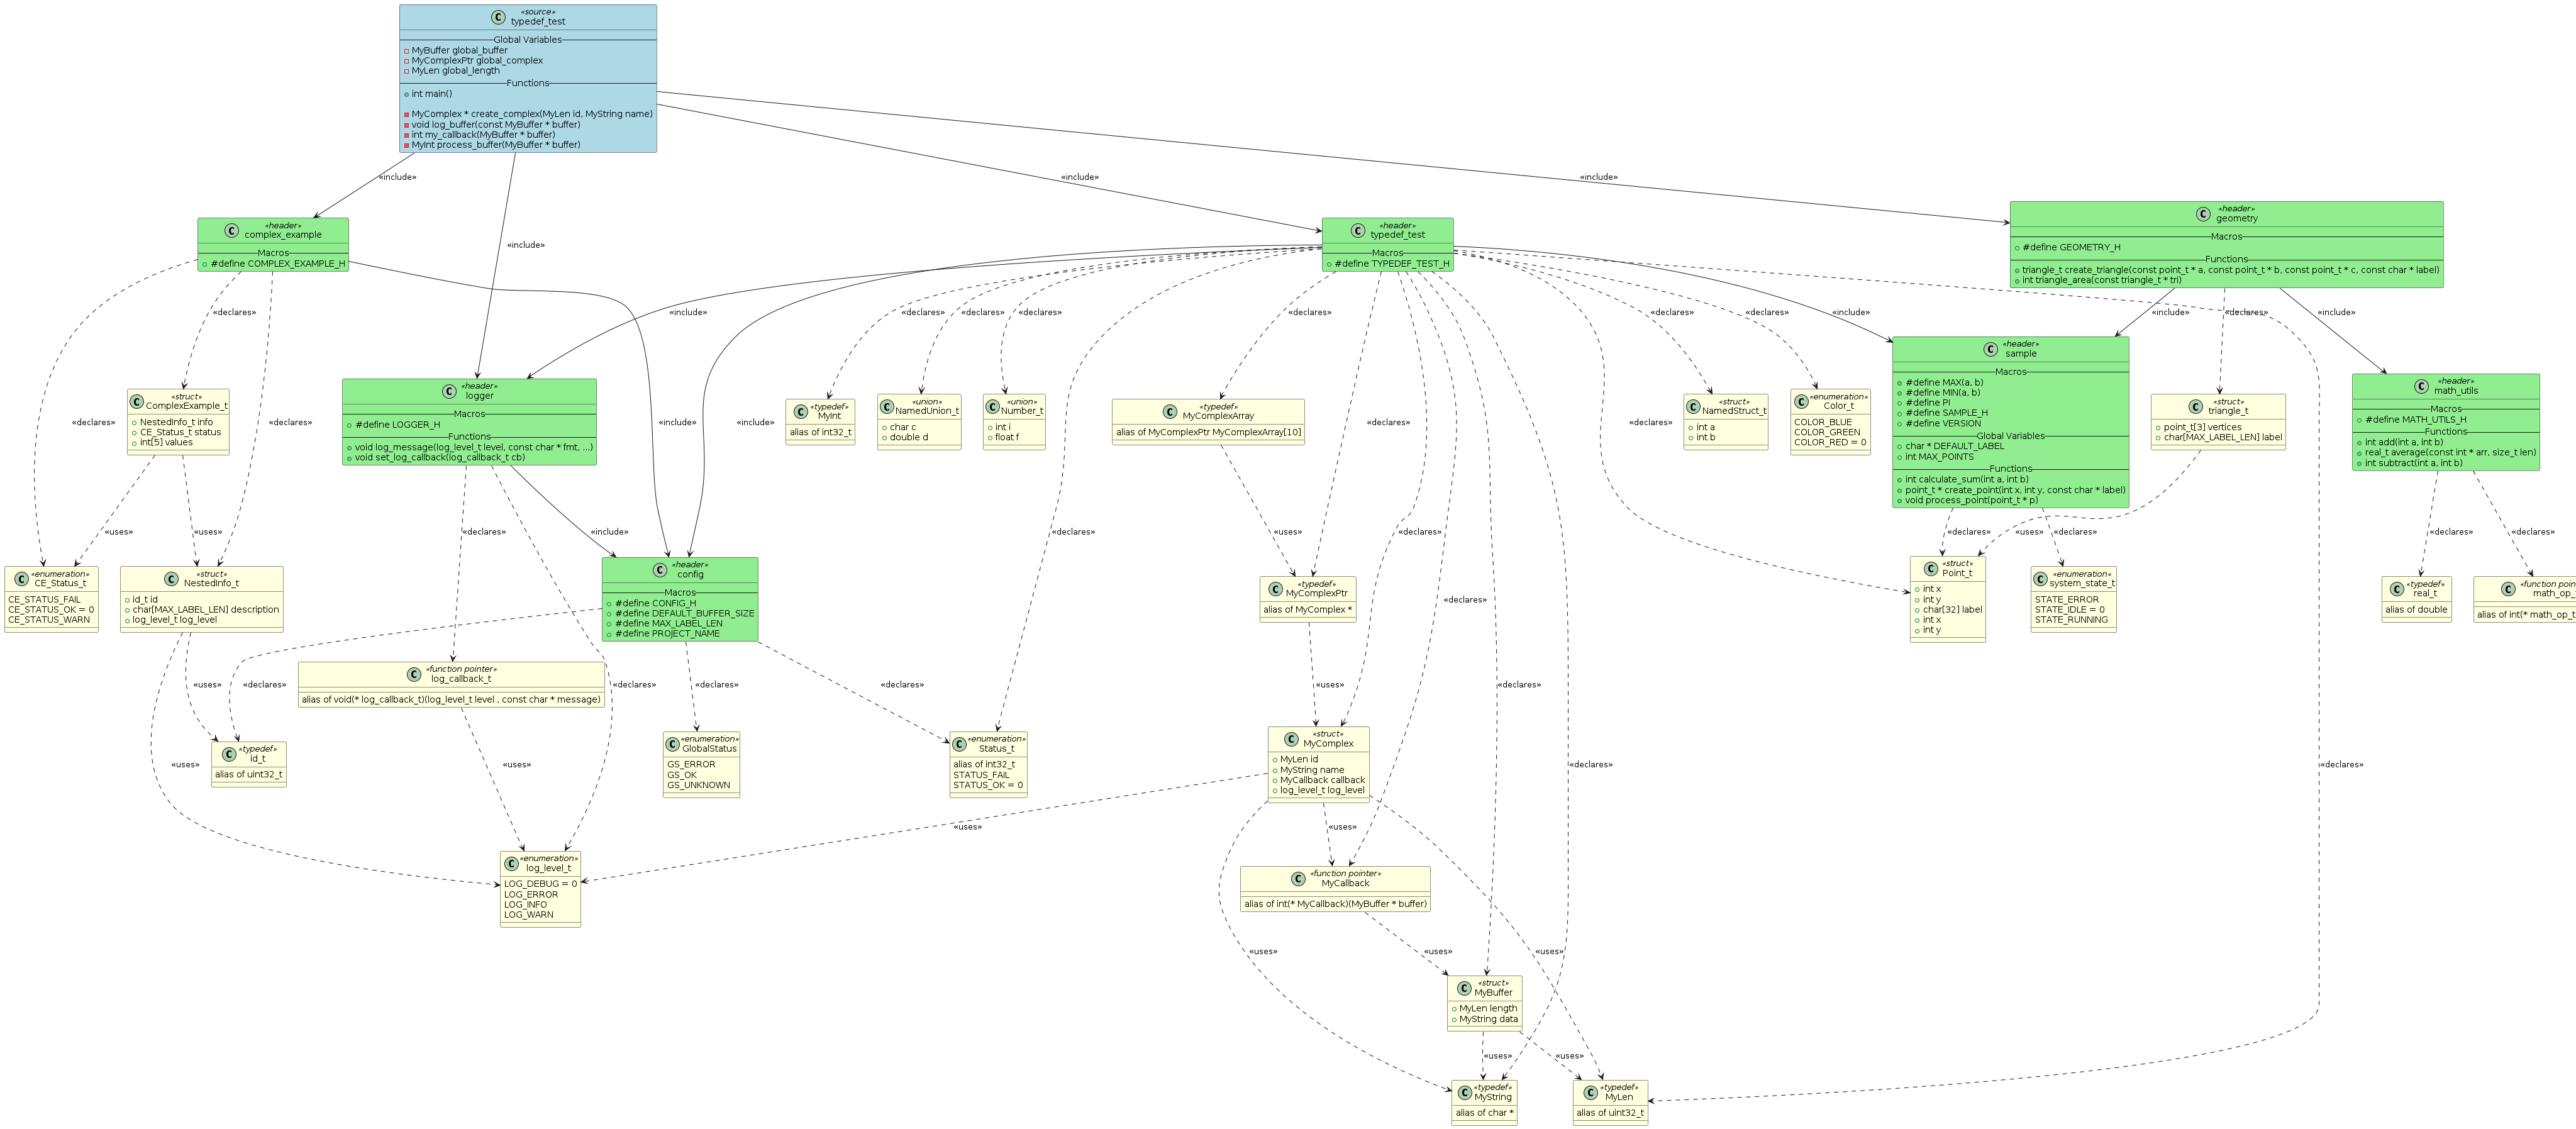 «source»
typedef_test
Global Variables
MyBuffer global_buffer
MyComplexPtr global_complex
MyLen global_length
Functions
int main()
MyComplex * create_complex(MyLen id, MyString name)
void log_buffer(const MyBuffer * buffer)
int my_callback(MyBuffer * buffer)
MyInt process_buffer(MyBuffer * buffer)
«include»
«include»
«include»
«include»
«header»
complex_example
Macros
#define COMPLEX_EXAMPLE_H
«header»
typedef_test
Macros
#define TYPEDEF_TEST_H
«header»
geometry
Macros
#define GEOMETRY_H
Functions
triangle_t create_triangle(const point_t * a, const point_t * b, const point_t * c, const char * label)
int triangle_area(const triangle_t * tri)
«declares»
«include»
«declares»
«declares»
«declares»
«declares»
«include»
«declares»
«declares»
«include»
«declares»
«include»
«struct»
ComplexExample_t
NestedInfo_t info
CE_Status_t status
int[5] values
«header»
logger
Macros
#define LOGGER_H
Functions
void log_message(log_level_t level, const char * fmt, ...)
void set_log_callback(log_callback_t cb)
«typedef»
MyInt
alias of int32_t
«union»
NamedUnion_t
char c
double d
«union»
Number_t
int i
float f
«typedef»
MyComplexArray
alias of MyComplexPtr MyComplexArray[10]
«struct»
NamedStruct_t
int a
int b
«enumeration»
Color_t
COLOR_BLUE
COLOR_GREEN
COLOR_RED = 0
«header»
sample
Macros
#define MAX(a, b)
#define MIN(a, b)
#define PI
#define SAMPLE_H
#define VERSION
Global Variables
char * DEFAULT_LABEL
int MAX_POINTS
Functions
int calculate_sum(int a, int b)
point_t * create_point(int x, int y, const char * label)
void process_point(point_t * p)
«struct»
triangle_t
point_t[3] vertices
char[MAX_LABEL_LEN] label
«header»
math_utils
Macros
#define MATH_UTILS_H
Functions
int add(int a, int b)
real_t average(const int * arr, size_t len)
int subtract(int a, int b)
«declares»
«declares»
«include»
«include»
«declares»
«declares»
«uses»
«uses»
«declares»
«include»
«declares»
«uses»
«declares»
«declares»
«declares»
«uses»
«declares»
«declares»
«enumeration»
CE_Status_t
CE_STATUS_FAIL
CE_STATUS_OK = 0
CE_STATUS_WARN
«struct»
NestedInfo_t
id_t id
char[MAX_LABEL_LEN] description
log_level_t log_level
«header»
config
Macros
#define CONFIG_H
#define DEFAULT_BUFFER_SIZE
#define MAX_LABEL_LEN
#define PROJECT_NAME
«typedef»
MyComplexPtr
alias of MyComplex *
«struct»
Point_t
int x
int y
char[32] label
int x
int y
«enumeration»
system_state_t
STATE_ERROR
STATE_IDLE = 0
STATE_RUNNING
«typedef»
real_t
alias of double
«function poin
math_op_
alias of int(* math_op_t
«declares»
«uses»
«declares»
«declares»
«declares»
«declares»
«uses»
«declares»
«function pointer»
log_callback_t
alias of void(* log_callback_t)(log_level_t level , const char * message)
«typedef»
id_t
alias of uint32_t
«enumeration»
GlobalStatus
GS_ERROR
GS_OK
GS_UNKNOWN
«enumeration»
Status_t
alias of int32_t
STATUS_FAIL
STATUS_OK = 0
«struct»
MyComplex
MyLen id
MyString name
MyCallback callback
log_level_t log_level
«uses»
«uses»
«declares»
«declares»
«uses»
«uses»
«enumeration»
log_level_t
LOG_DEBUG = 0
LOG_ERROR
LOG_INFO
LOG_WARN
«function pointer»
MyCallback
alias of int(* MyCallback)(MyBuffer * buffer)
«uses»
«uses»
«uses»
«struct»
MyBuffer
MyLen length
MyString data
«uses»
«uses»
«typedef»
MyString
alias of char *
«typedef»
MyLen
alias of uint32_t